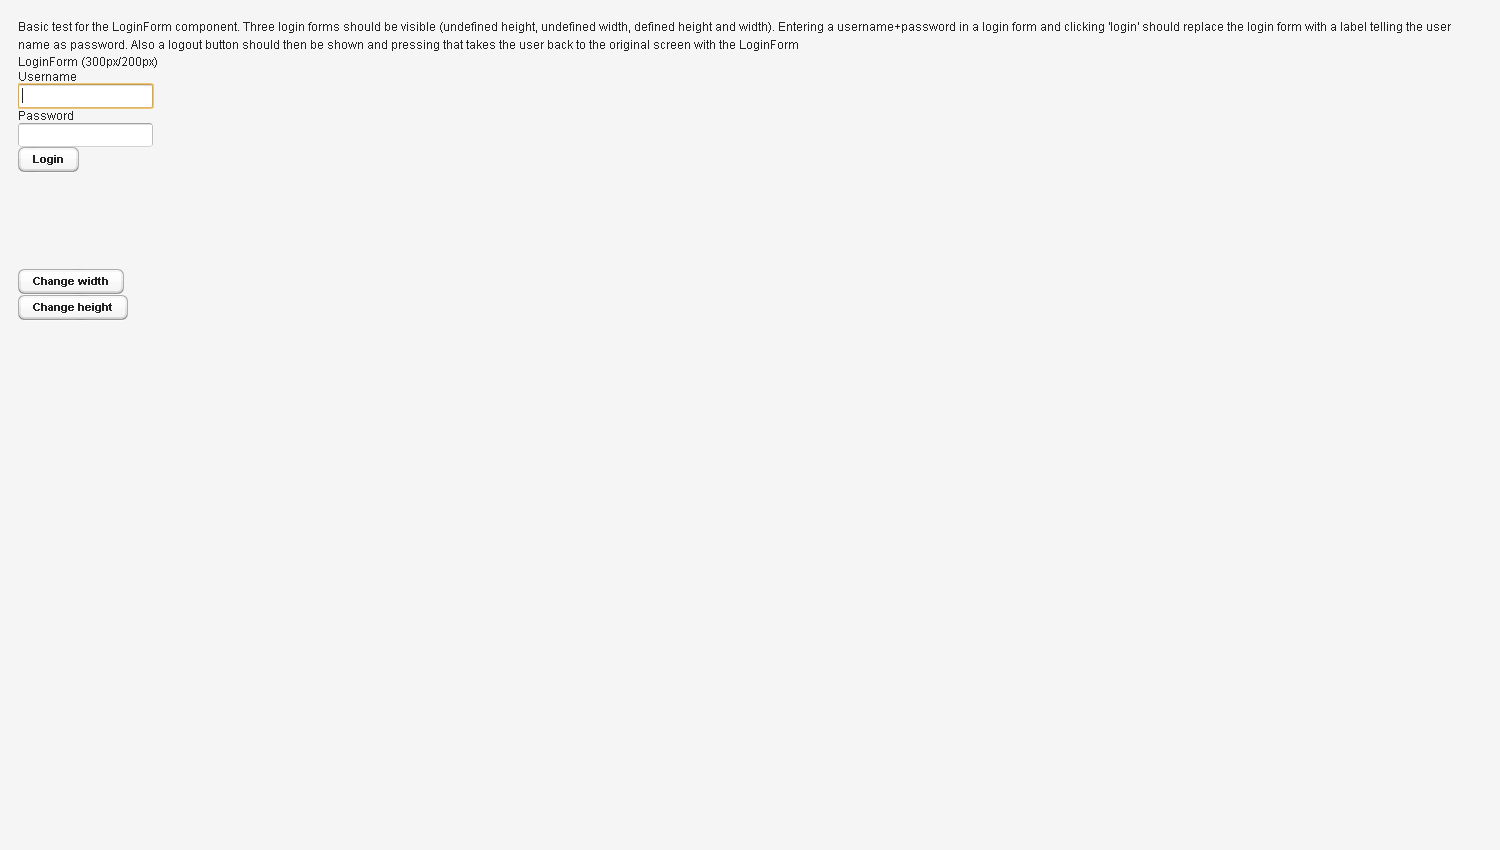 Basic test for the LoginForm component. Three login forms should be visible (undefined height, undefined width, defined height and width). Entering a username+password in a login form and clicking 'login' should replace the login form with a label telling the user
name as password. Also a logout button should then be shown and pressing that takes the user back to the original screen with the LoginForm
LoginForm (300px/200px)
Username
Password
Login
Change width
Change height